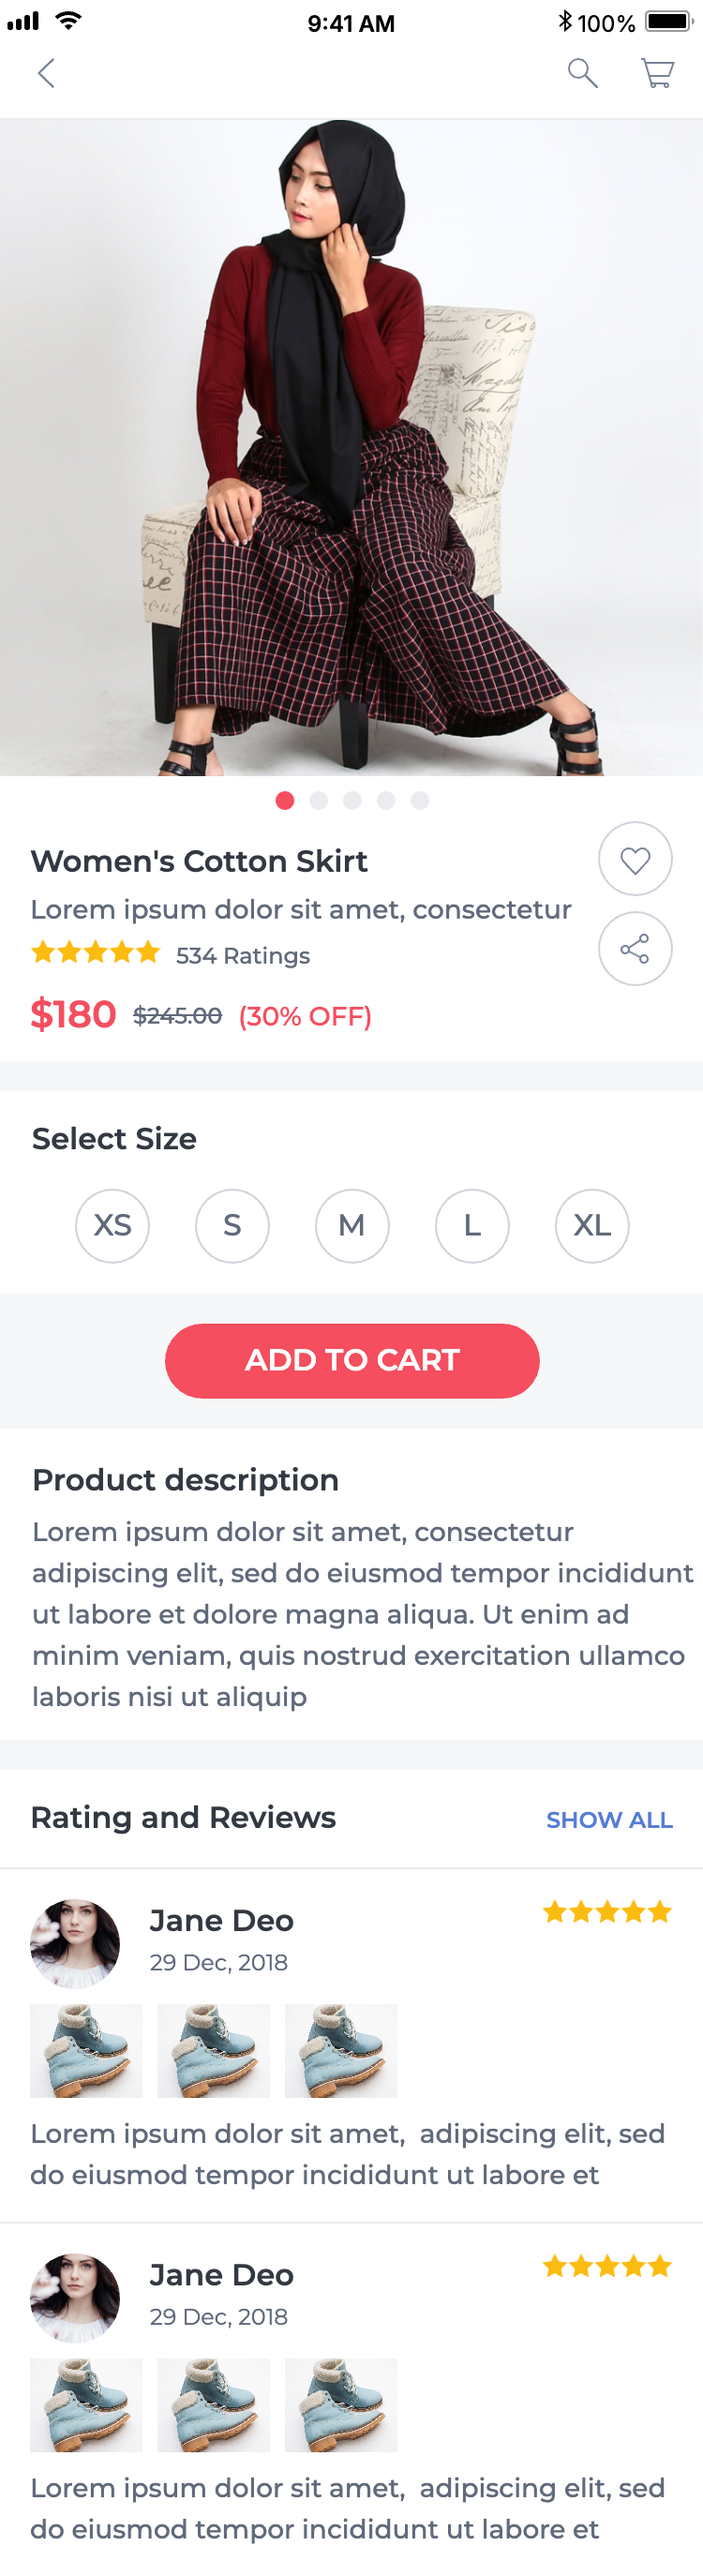 9:41 AM
100%
Women's Cotton Skirt
Lorem ipsum dolor sit amet, consectetur
534 Ratings
$180 $245.00 (30% OFF)
Select Size
XS S M L XL
ADD TO CART
Product description
Lorem ipsum dolor sit amet, consectetur
adipiscing elit, sed do eiusmod tempor incididunt
ut labore et dolore magna aliqua. Ut enim ad
minim veniam, quis nostrud exercitation ullamco
laboris nisi ut aliquip
Rating and Reviews
SHOW ALL
Jane Deo
29 Dec, 2018
Lorem ipsum dolor sit amet,  adipiscing elit, sed
do eiusmod tempor incididunt ut labore et
Jane Deo
29 Dec, 2018
Lorem ipsum dolor sit amet,  adipiscing elit, sed
do eiusmod tempor incididunt ut labore et